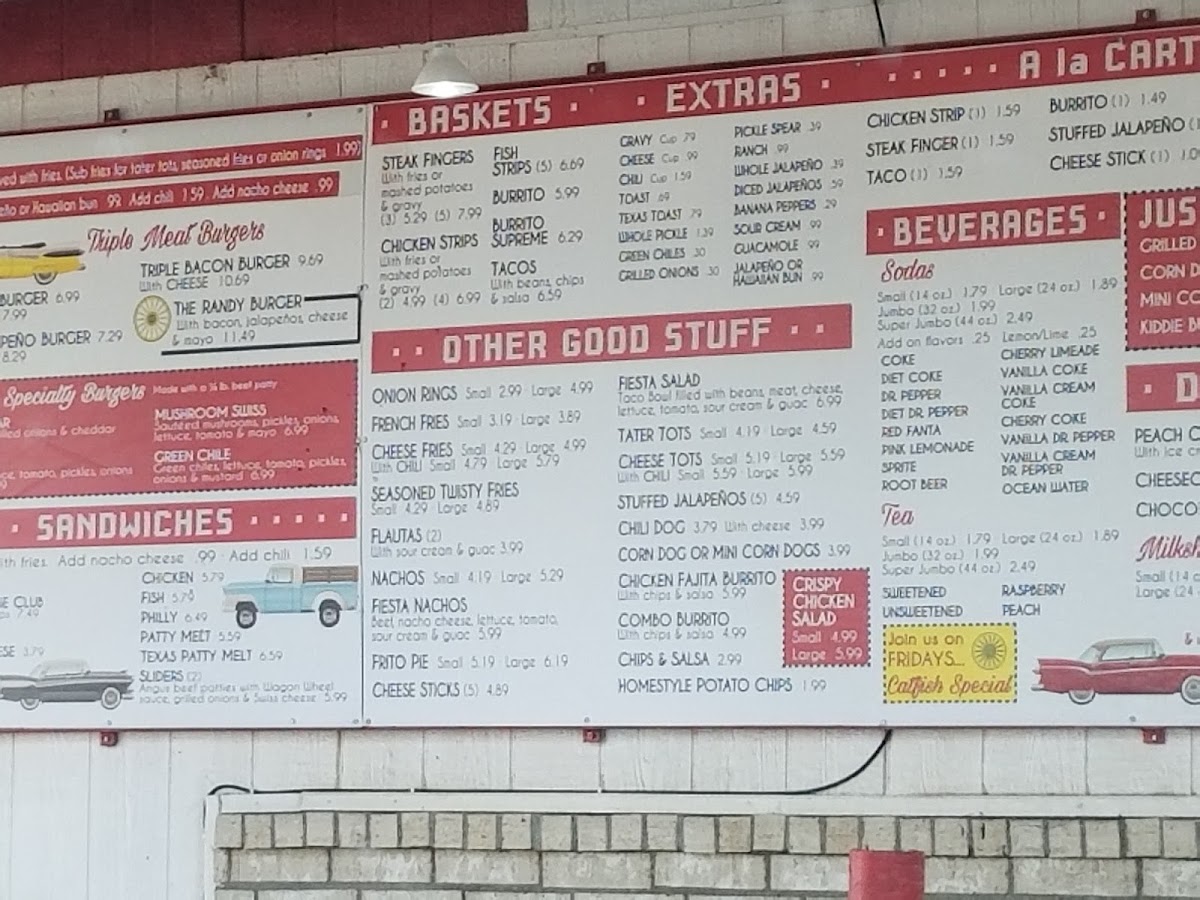 ved with fries. (Sub fries for tater tots, seasoned fries or onion rings 1.99)
eño or Hawaiian bun .99 Add chili 1.59 Add nacho cheese .99
Triple Meat Burgers
TRIPLE BACON BURGER 9.69
With CHEESE 10.69
BURGER 6.99
7.99
THE RANDY BURGER
With bacon, jalapeños, cheese
& mayo 11.49
PEÑO BURGER 7.29
8.29
Specialty Burgers Made with a ¼ lb. beef patty
illed onions & cheddar
MUSHROOM SWISS
Sauteed mushrooms, pickles, onions,
lettuce, tomato & mayo 6.99
GREEN CHILE
Green chiles, lettuce, tomato, pickles,
onions & mustard 6.99
uce, tomato, pickles, onions
SANDWICHES
ith fries. Add nacho cheese .99 · Add chili 1.59
CHICKEN 5.79
FISH 5.79
PHILLY 6.49
PATTY MELT 5.59
TEXAS PATTY MELT 6.59
SLIDERS (2)
Angus beef patties with Wagon Wheel
sauce, grilled onions & Swiss cheese 5.99
CLUB
7.49
ESE 3.79
BASKETS
STEAK FINGERS
With fries or
mashed potatoes
& gravy
(3) 5.29 (5) 7.99
CHICKEN STRIPS
With fries or
mashed potatoes
& gravy
(2) 4.99 (4) 6.99
FISH
STRIPS (5) 6.69
BURRITO 5.99
BURRITO
SUPREME 6.29
TACOS
With beans, chips
& salsa 6.59
EXTRAS
GRAVY Cup .79
CHEESE Cup .99
CHILI Cup 1.59
TOAST .69
TEXAS TOAST .79
WHOLE PICKLE 1.39
GREEN CHILES .30
GRILLED ONIONS .30
PICKLE SPEAR .39
RANCH .99
WHOLE JALAPEÑO .39
DICED JALAPEÑOS .59
BANANA PEPPERS .29
SOUR CREAM .99
GUACAMOLE .99
JALAPEÑO OR
HAWAIIAN BUN .99
A la CART
CHICKEN STRIP (1) 1.59
STEAK FINGER (1) 1.59
TACO (1) 1.59
BURRITO (1) 1.49
STUFFED JALAPEÑO (1
CHEESE STICK (1) 1.0
OTHER GOOD STUFF
ONION RINGS Small 2.99 · Large 4.99
FRENCH FRIES Small 3.19 · Large 3.89
CHEESE FRIES Small 4.29 · Large 4.99
With CHILI Small 4.79 Large 5.79
SEASONED TWISTY FRIES
Small 4.29 · Large 4.89
FLAUTAS (2)
With sour cream & guac 3.99
NACHOS Small 4.19 · Large 5.29
FIESTA NACHOS
Beef, nacho cheese, lettuce, tomato,
sour cream & guac 5.99
FRITO PIE Small 5.19 · Large 6.19
CHEESE STICKS (5) 4.89
FIESTA SALAD
Taco Bowl filled with beans, meat, cheese,
lettuce, tomato, sour cream & guac 6.99
TATER TOTS Small 4.19 · Large 4.59
CHEESE TOTS Small 5.19 · Large 5.59
With CHILI Small 5.59 · Large 5.99
STUFFED JALAPEÑOS (5) 4.59
CHILI DOG 3.79 With cheese 3.99
CORN DOG OR MINI CORN DOGS 3.99
CHICKEN FAJITA BURRITO
With chips & salsa 5.99
COMBO BURRITO
With chips & salsa 4.99
CHIPS & SALSA 2.99
HOMESTYLE POTATO CHIPS 1.99
CRISPY
CHICKEN
SALAD
Small 4.99
Large 5.99
BEVERAGES
Sodas
Small (14 oz.) 1.79 Large (24 oz.) 1.89
Jumbo (32 oz.) 1.99
Super Jumbo (44 oz.) 2.49
Add on flavors .25 Lemon/Lime .25
COKE
DIET COKE
DR. PEPPER
DIET DR. PEPPER
RED FANTA
PINK LEMONADE
SPRITE
ROOT BEER
CHERRY LIMEADE
VANILLA COKE
VANILLA CREAM
COKE
CHERRY COKE
VANILLA DR. PEPPER
VANILLA CREAM
DR. PEPPER
OCEAN WATER
Tea
Small (14 oz.) 1.79 · Large (24 oz.) 1.89
Jumbo (32 oz.) 1.99
Super Jumbo (44 oz.) 2.49
SWEETENED
UNSWEETENED
RASPBERRY
PEACH
Join us on
FRIDAYS...
Catfish Special
JUS
GRILLED
CORN D
MINI CO
KIDDIE B
D
PEACH C
With ice cr
CHEESEC
CHOCO
Milksh
Small (14
Large (24